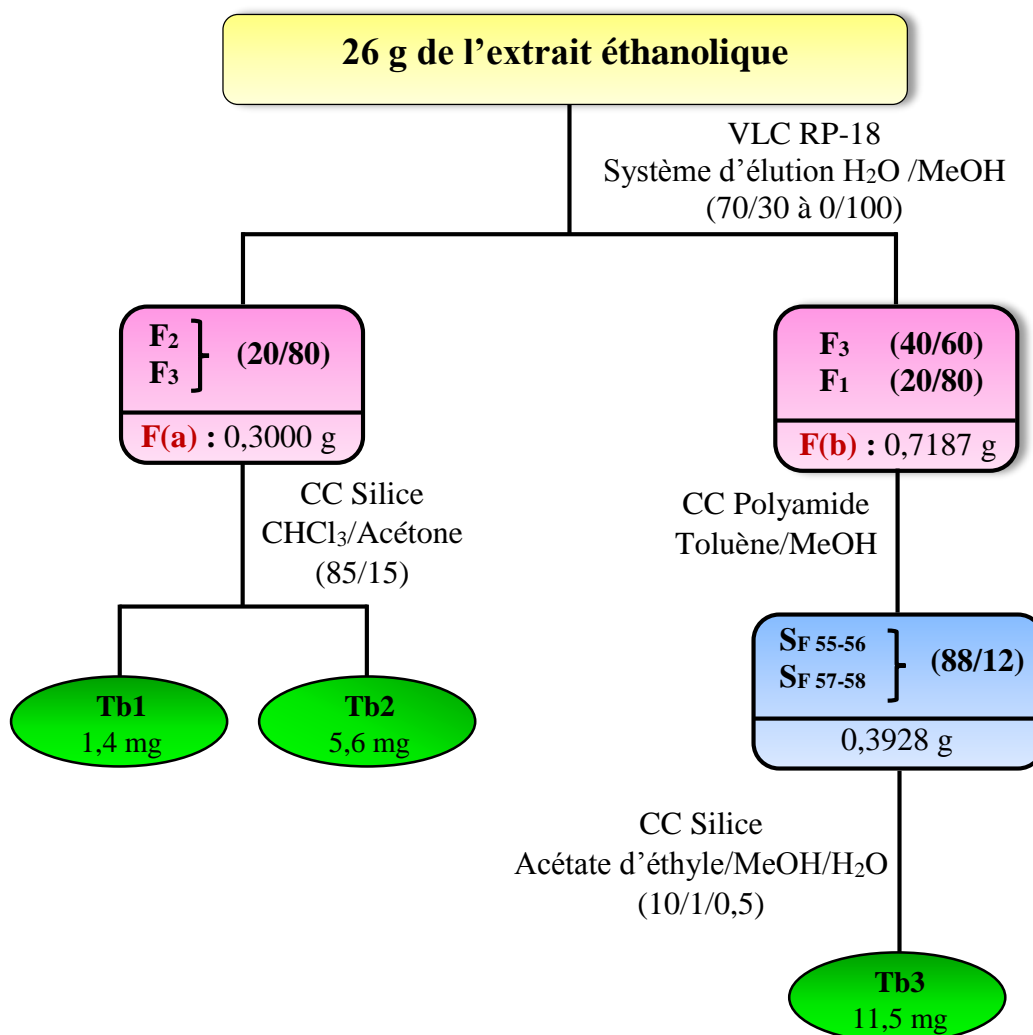 26 g de l’extrait éthanolique
VLC RP-18
Système d’élution H₂O /MeOH
(70/30 à 0/100)
F₂
F₃
(20/80)
F(a) : 0,3000 g
F₃ (40/60)
F₁ (20/80)
F(b) : 0,7187 g
CC Silice
CHCl₃/Acétone
(85/15)
CC Polyamide
Toluène/MeOH
Tb1
1,4 mg
Tb2
5,6 mg
SF 55-56
SF 57-58
(88/12)
0,3928 g
CC Silice
Acétate d’éthyle/MeOH/H₂O
(10/1/0,5)
Tb3
11,5 mg